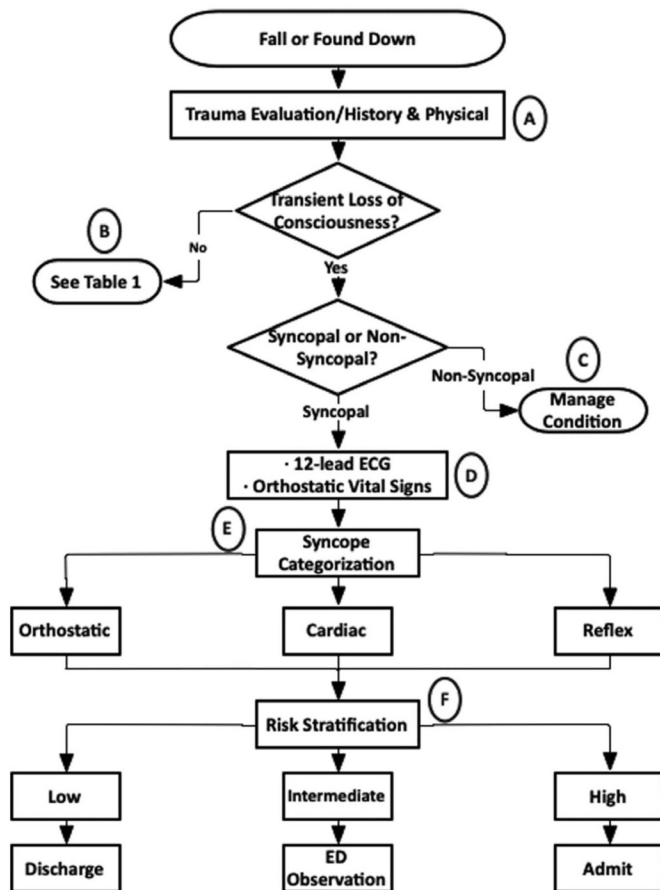 Fall or Found Down
Trauma Evaluation/History & Physical
A
Transient Loss of
Consciousness?
B
No
See Table 1
Yes
Syncopal or Non-
Syncopal?
Non-Syncopal
C
Manage
Condition
Syncopal
· 12-lead ECG
· Orthostatic Vital Signs
D
E
Syncope
Categorization
Orthostatic
Cardiac
Reflex
F
Risk Stratification
Low
Intermediate
High
Discharge
ED
Observation
Admit